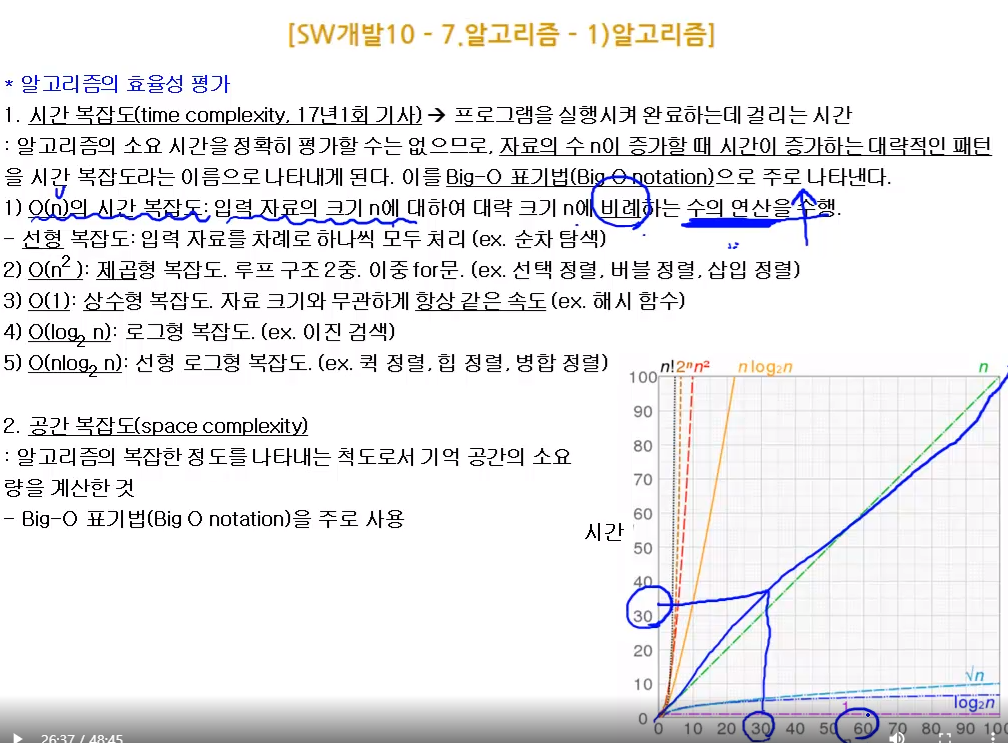 [SW개발10 - 7.알고리즘 - 1)알고리즘]
* 알고리즘의 효율성 평가
1. 시간 복잡도(time complexity, 17년1회 기사) → 프로그램을 실행시켜 완료하는데 걸리는 시간
: 알고리즘의 소요 시간을 정확히 평가할 수는 없으므로, 자료의 수 n이 증가할 때 시간이 증가하는 대략적인 패턴
을 시간 복잡도라는 이름으로 나타내게 된다. 이를 Big-O 표기법(Big O notation)으로 주로 나타낸다.
1) O(n)의 시간 복잡도: 입력 자료의 크기 n에 대하여 대략 크기 n에 비례하는 수의 연산을 수행.
- 선형 복잡도: 입력 자료를 차례로 하나씩 모두 처리 (ex. 순차 탐색)
2) O(n²): 제곱형 복잡도. 루프 구조 2중. 이중 for문. (ex. 선택 정렬, 버블 정렬, 삽입 정렬)
3) O(1): 상수형 복잡도. 자료 크기와 무관하게 항상 같은 속도 (ex. 해시 함수)
4) O(log₂ n): 로그형 복잡도. (ex. 이진 검색)
5) O(nlog₂ n): 선형 로그형 복잡도. (ex. 퀵 정렬, 힙 정렬, 병합 정렬)
2. 공간 복잡도(space complexity)
: 알고리즘의 복잡한 정도를 나타내는 척도로서 기억 공간의 소요
량을 계산한 것
- Big-O 표기법(Big O notation)을 주로 사용
시간
n! 2ⁿ n² n log₂n n
100
90
80
70
60
50
40
30
20
10
0
√n
log₂n
1
0 10 20 30 40 50 60 70 80 90 100
26:37 / 48:45